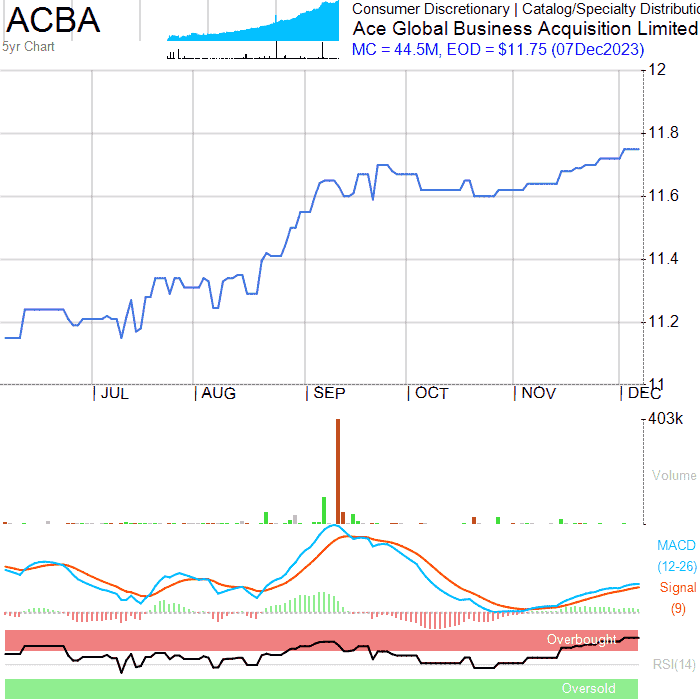 ACBA
5yr Chart
Consumer Discretionary | Catalog/Specialty Distributio
Ace Global Business Acquisition Limited
MC = 44.5M, EOD = $11.75 (07Dec2023)
12
11.8
11.6
11.4
11.2
11
JUL AUG SEP OCT NOV DEC
403k
Volume
MACD
(12-26)
Signal
(9)
Overbought
RSI(14)
Oversold